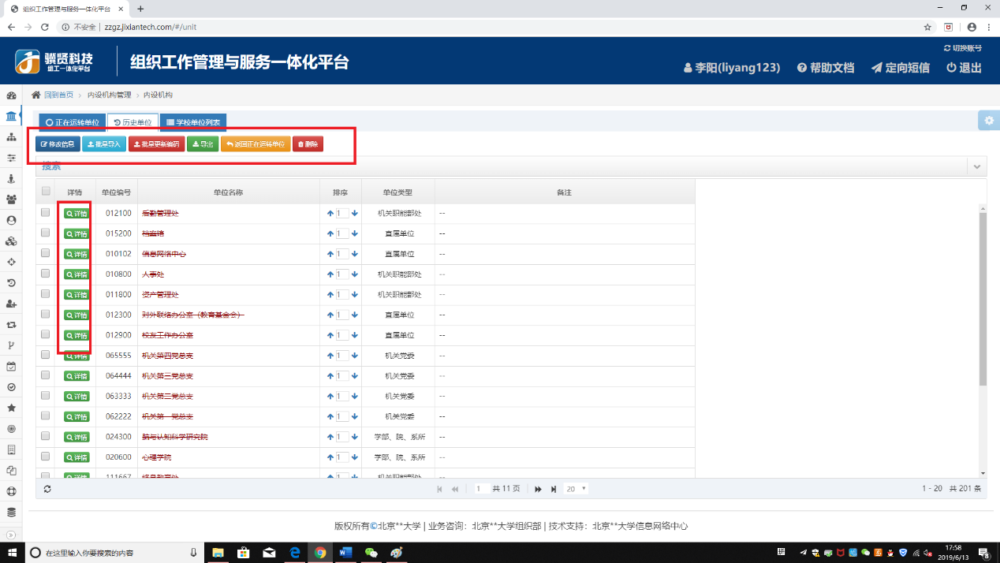 组织工作管理与服务一体化平台
不安全 | zzgz.jixiantech.com/#/unit
切换账号
骥贤科技
组工一体化平台
组织工作管理与服务一体化平台
李阳(liyang123) 帮助文档 定向短信 退出
回到首页 > 内设机构管理 > 内设机构
正在运转单位 历史单位 学校单位列表
修改信息 批量导入 批量更新编码 导出 返回正在运转单位 删除
搜索
详情 单位编号 单位名称 排序 单位类型 备注
详情 012100 后勤管理处 1 机关职能部处 --
详情 015200 档案馆 1 直属单位 --
详情 010102 信息网络中心 1 直属单位 --
详情 010800 人事处 1 机关职能部处 --
详情 011800 资产管理处 1 机关职能部处 --
详情 012300 对外联络办公室（教育基金会） 1 直属单位 --
详情 012900 校友工作办公室 1 直属单位 --
详情 065555 机关第四党总支 1 机关党委 --
详情 064444 机关第三党总支 1 机关党委 --
详情 063333 机关第二党总支 1 机关党委 --
详情 062222 机关第一党总支 1 机关党委 --
详情 024300 脑与认知科学研究院 1 学部、院、系所 --
详情 020600 心理学院 1 学部、院、系所 --
详情 111667 继续教育处 1 机关职能部处 --
1 共 11 页 20 1 - 20 共 201 条
版权所有©北京**大学 | 业务咨询：北京**大学组织部 | 技术支持：北京**大学信息网络中心
在这里输入你要搜索的内容
17:58
2019/6/13
8